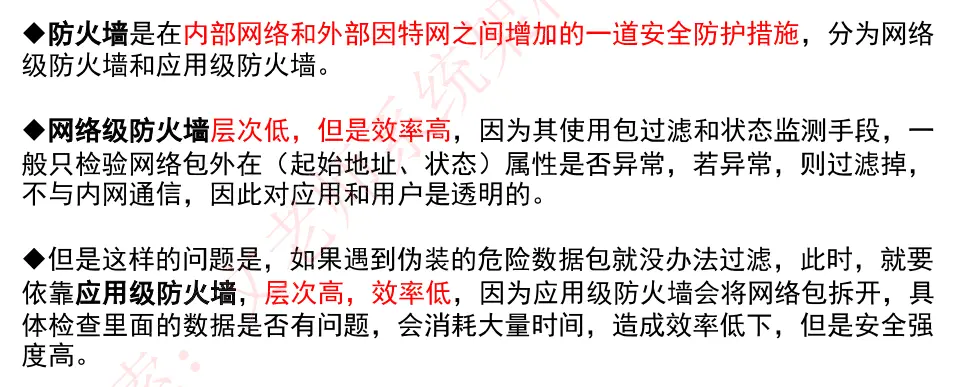 ◆防火墙是在内部网络和外部因特网之间增加的一道安全防护措施，分为网络
级防火墙和应用级防火墙。
◆网络级防火墙层次低，但是效率高，因为其使用包过滤和状态监测手段，一
般只检验网络包外在（起始地址、状态）属性是否异常，若异常，则过滤掉，
不与内网通信，因此对应用和用户是透明的。
◆但是这样的问题是，如果遇到伪装的危险数据包就没办法过滤，此时，就要
依靠应用级防火墙，层次高，效率低，因为应用级防火墙会将网络包拆开，具
体检查里面的数据是否有问题，会消耗大量时间，造成效率低下，但是安全强
度高。